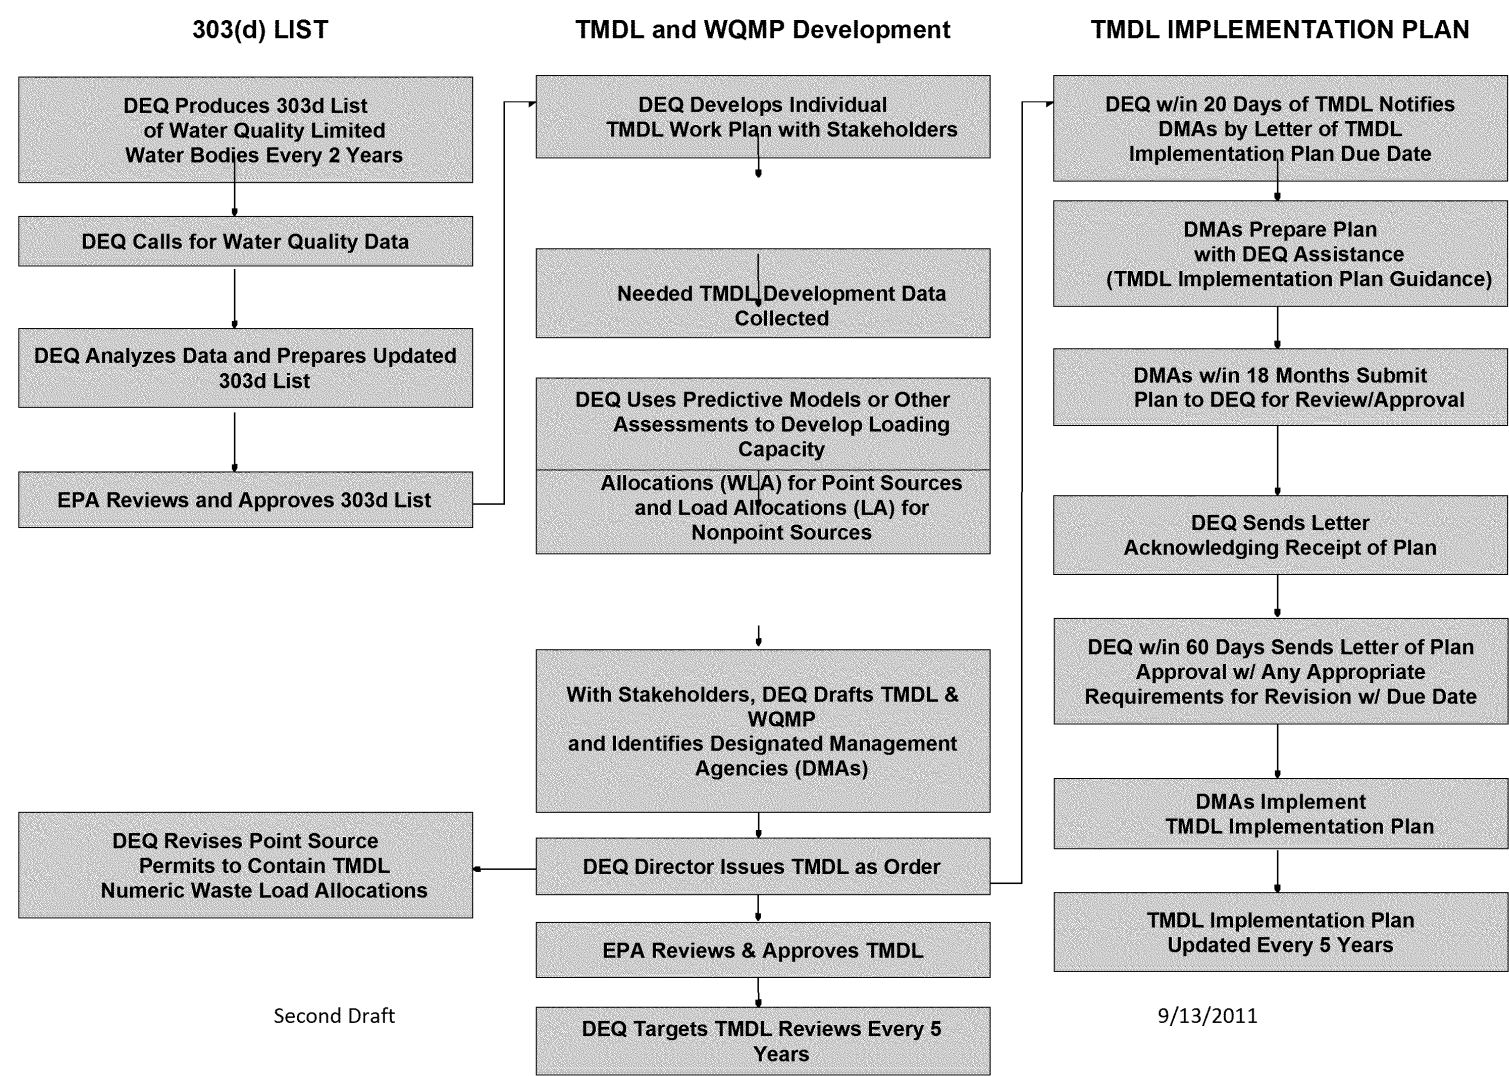 303(d) LIST
DEQ Produces 303d List
of Water Quality Limited
Water Bodies Every 2 Years
DEQ Calls for Water Quality Data
DEQ Analyzes Data and Prepares Updated
303d List
EPA Reviews and Approves 303d List
DEQ Revises Point Source
Permits to Contain TMDL
Numeric Waste Load Allocations
TMDL and WQMP Development
DEQ Develops Individual
TMDL Work Plan with Stakeholders
Needed TMDL Development Data
Collected
DEQ Uses Predictive Models or Other
Assessments to Develop Loading
Capacity
Allocations (WLA) for Point Sources
and Load Allocations (LA) for
Nonpoint Sources
With Stakeholders, DEQ Drafts TMDL &
WQMP
and Identifies Designated Management
Agencies (DMAs)
DEQ Director Issues TMDL as Order
EPA Reviews & Approves TMDL
DEQ Targets TMDL Reviews Every 5
Years
TMDL IMPLEMENTATION PLAN
DEQ w/in 20 Days of TMDL Notifies
DMAs by Letter of TMDL
Implementation Plan Due Date
DMAs Prepare Plan
with DEQ Assistance
(TMDL Implementation Plan Guidance)
DMAs w/in 18 Months Submit
Plan to DEQ for Review/Approval
DEQ Sends Letter
Acknowledging Receipt of Plan
DEQ w/in 60 Days Sends Letter of Plan
Approval w/ Any Appropriate
Requirements for Revision w/ Due Date
DMAs Implement
TMDL Implementation Plan
TMDL Implementation Plan
Updated Every 5 Years
Second Draft
9/13/2011